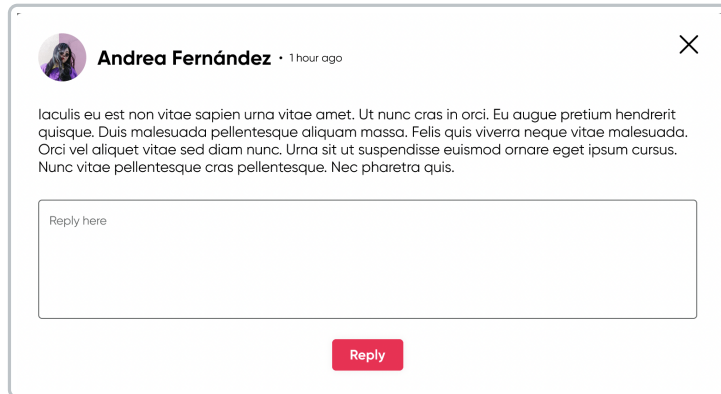 Andrea Fernández • 1 hour ago
Iaculis eu est non vitae sapien urna vitae amet. Ut nunc cras in orci. Eu augue pretium hendrerit
quisque. Duis malesuada pellentesque aliquam massa. Felis quis viverra neque vitae malesuada.
Orci vel aliquet vitae sed diam nunc. Urna sit ut suspendisse euismod ornare eget ipsum cursus.
Nunc vitae pellentesque cras pellentesque. Nec pharetra quis.
Reply here
Reply